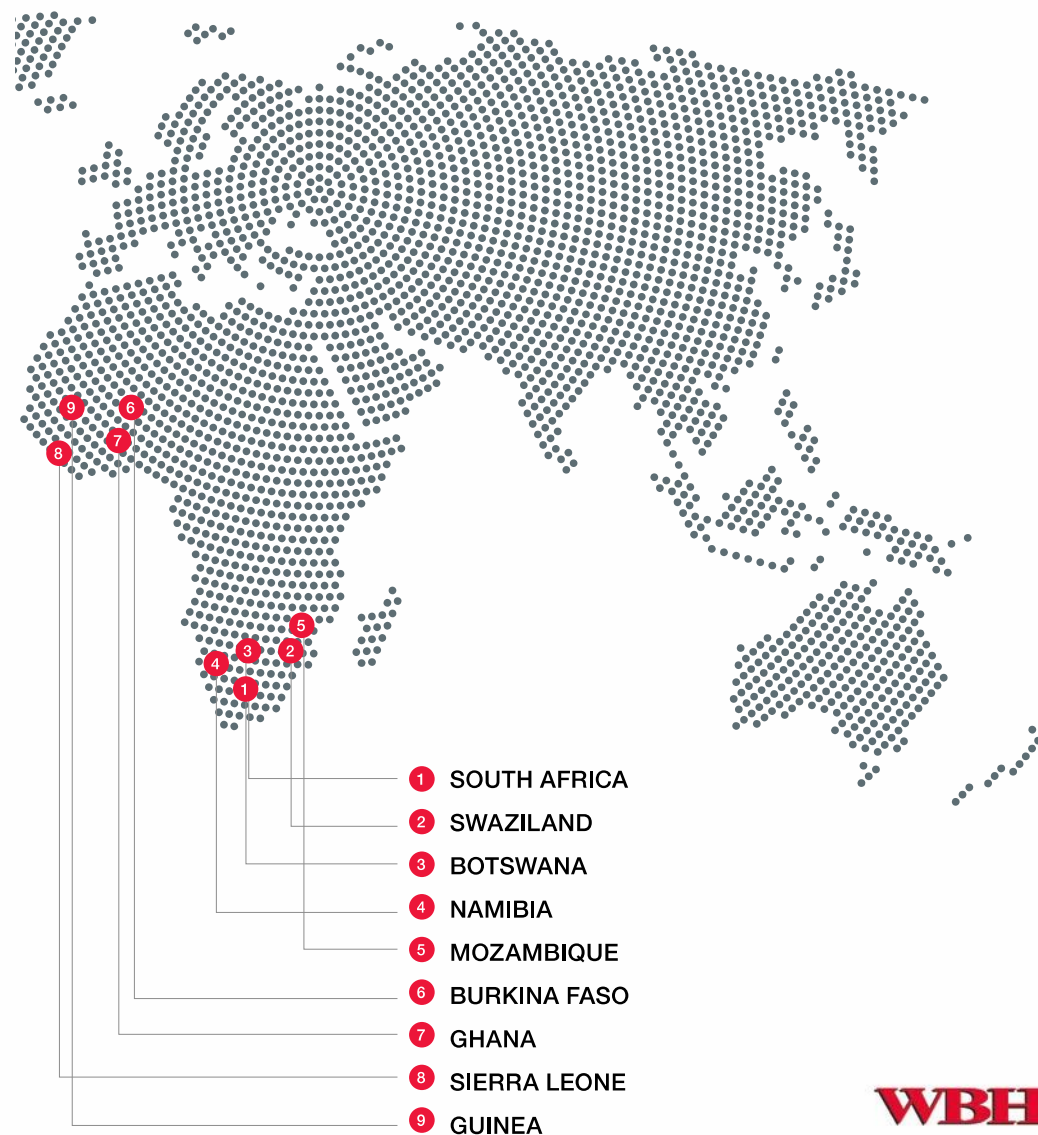 9
6
7
8
5
3
2
4
1
1 SOUTH AFRICA
2 SWAZILAND
3 BOTSWANA
4 NAMIBIA
5 MOZAMBIQUE
6 BURKINA FASO
7 GHANA
8 SIERRA LEONE
9 GUINEA
WBH